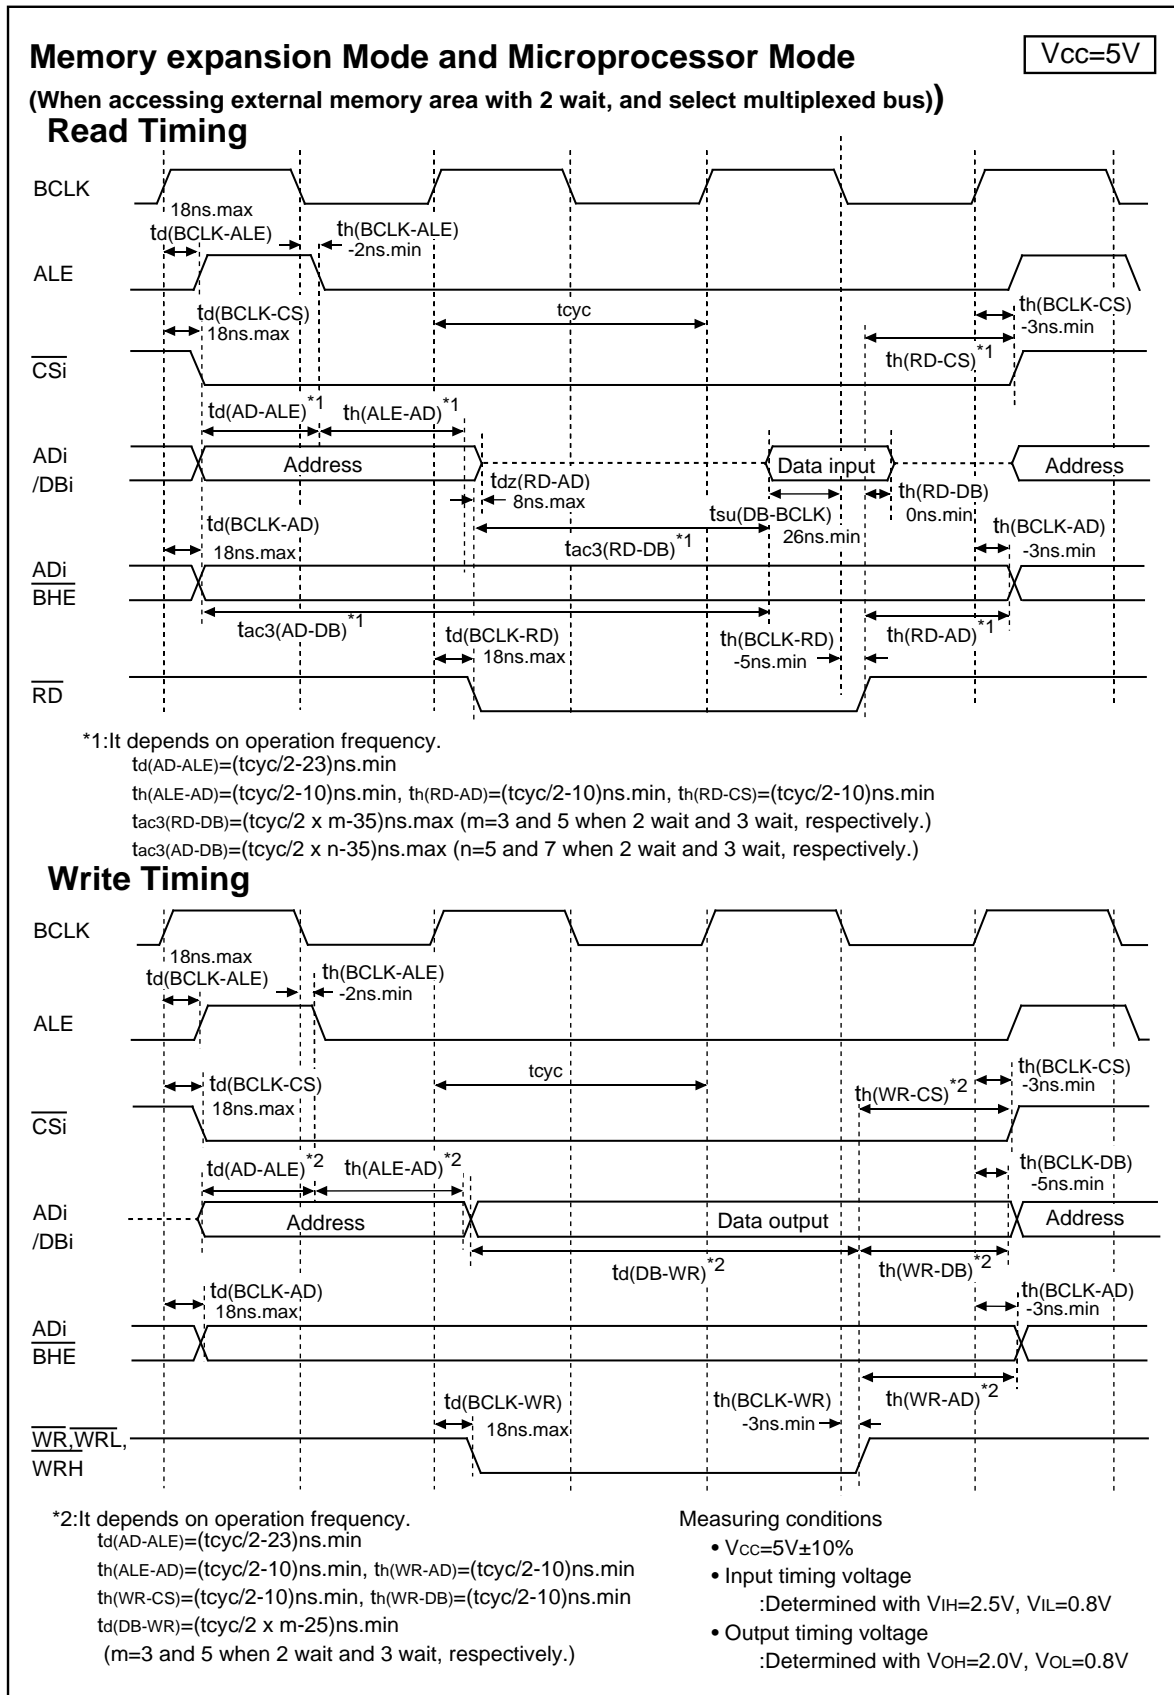 Memory expansion Mode and Microprocessor Mode
Vcc=5V
(When accessing external memory area with 2 wait, and select multiplexed bus))
Read Timing
BCLK
18ns.max
td(BCLK-ALE)
th(BCLK-ALE)
-2ns.min
ALE
td(BCLK-CS)
18ns.max
tcyc
th(BCLK-CS)
-3ns.min
th(RD-CS)*1
CSi
td(AD-ALE)*1
th(ALE-AD)*1
ADi
/DBi
Address
Data input
Address
tdz(RD-AD)
8ns.max
th(RD-DB)
0ns.min
tsu(DB-BCLK)
26ns.min
td(BCLK-AD)
18ns.max
tac3(RD-DB)*1
th(BCLK-AD)
-3ns.min
ADi
BHE
tac3(AD-DB)*1
td(BCLK-RD)
18ns.max
th(BCLK-RD)
-5ns.min
th(RD-AD)*1
RD
*1:It depends on operation frequency.
td(AD-ALE)=(tcyc/2-23)ns.min
th(ALE-AD)=(tcyc/2-10)ns.min, th(RD-AD)=(tcyc/2-10)ns.min, th(RD-CS)=(tcyc/2-10)ns.min
tac3(RD-DB)=(tcyc/2 x m-35)ns.max (m=3 and 5 when 2 wait and 3 wait, respectively.)
tac3(AD-DB)=(tcyc/2 x n-35)ns.max (n=5 and 7 when 2 wait and 3 wait, respectively.)
Write Timing
BCLK
18ns.max
td(BCLK-ALE)
th(BCLK-ALE)
-2ns.min
ALE
td(BCLK-CS)
18ns.max
tcyc
th(BCLK-CS)
-3ns.min
th(WR-CS)*2
CSi
td(AD-ALE)*2
th(ALE-AD)*2
th(BCLK-DB)
-5ns.min
ADi
/DBi
Address
Data output
Address
td(DB-WR)*2
th(WR-DB)*2
td(BCLK-AD)
18ns.max
th(BCLK-AD)
-3ns.min
ADi
BHE
td(BCLK-WR)
18ns.max
th(BCLK-WR)
-3ns.min
th(WR-AD)*2
WR,WRL,
WRH
*2:It depends on operation frequency.
td(AD-ALE)=(tcyc/2-23)ns.min
th(ALE-AD)=(tcyc/2-10)ns.min, th(WR-AD)=(tcyc/2-10)ns.min
th(WR-CS)=(tcyc/2-10)ns.min, th(WR-DB)=(tcyc/2-10)ns.min
td(DB-WR)=(tcyc/2 x m-25)ns.min
(m=3 and 5 when 2 wait and 3 wait, respectively.)
Measuring conditions
• VCC=5V±10%
• Input timing voltage
:Determined with VIH=2.5V, VIL=0.8V
• Output timing voltage
:Determined with VOH=2.0V, VOL=0.8V